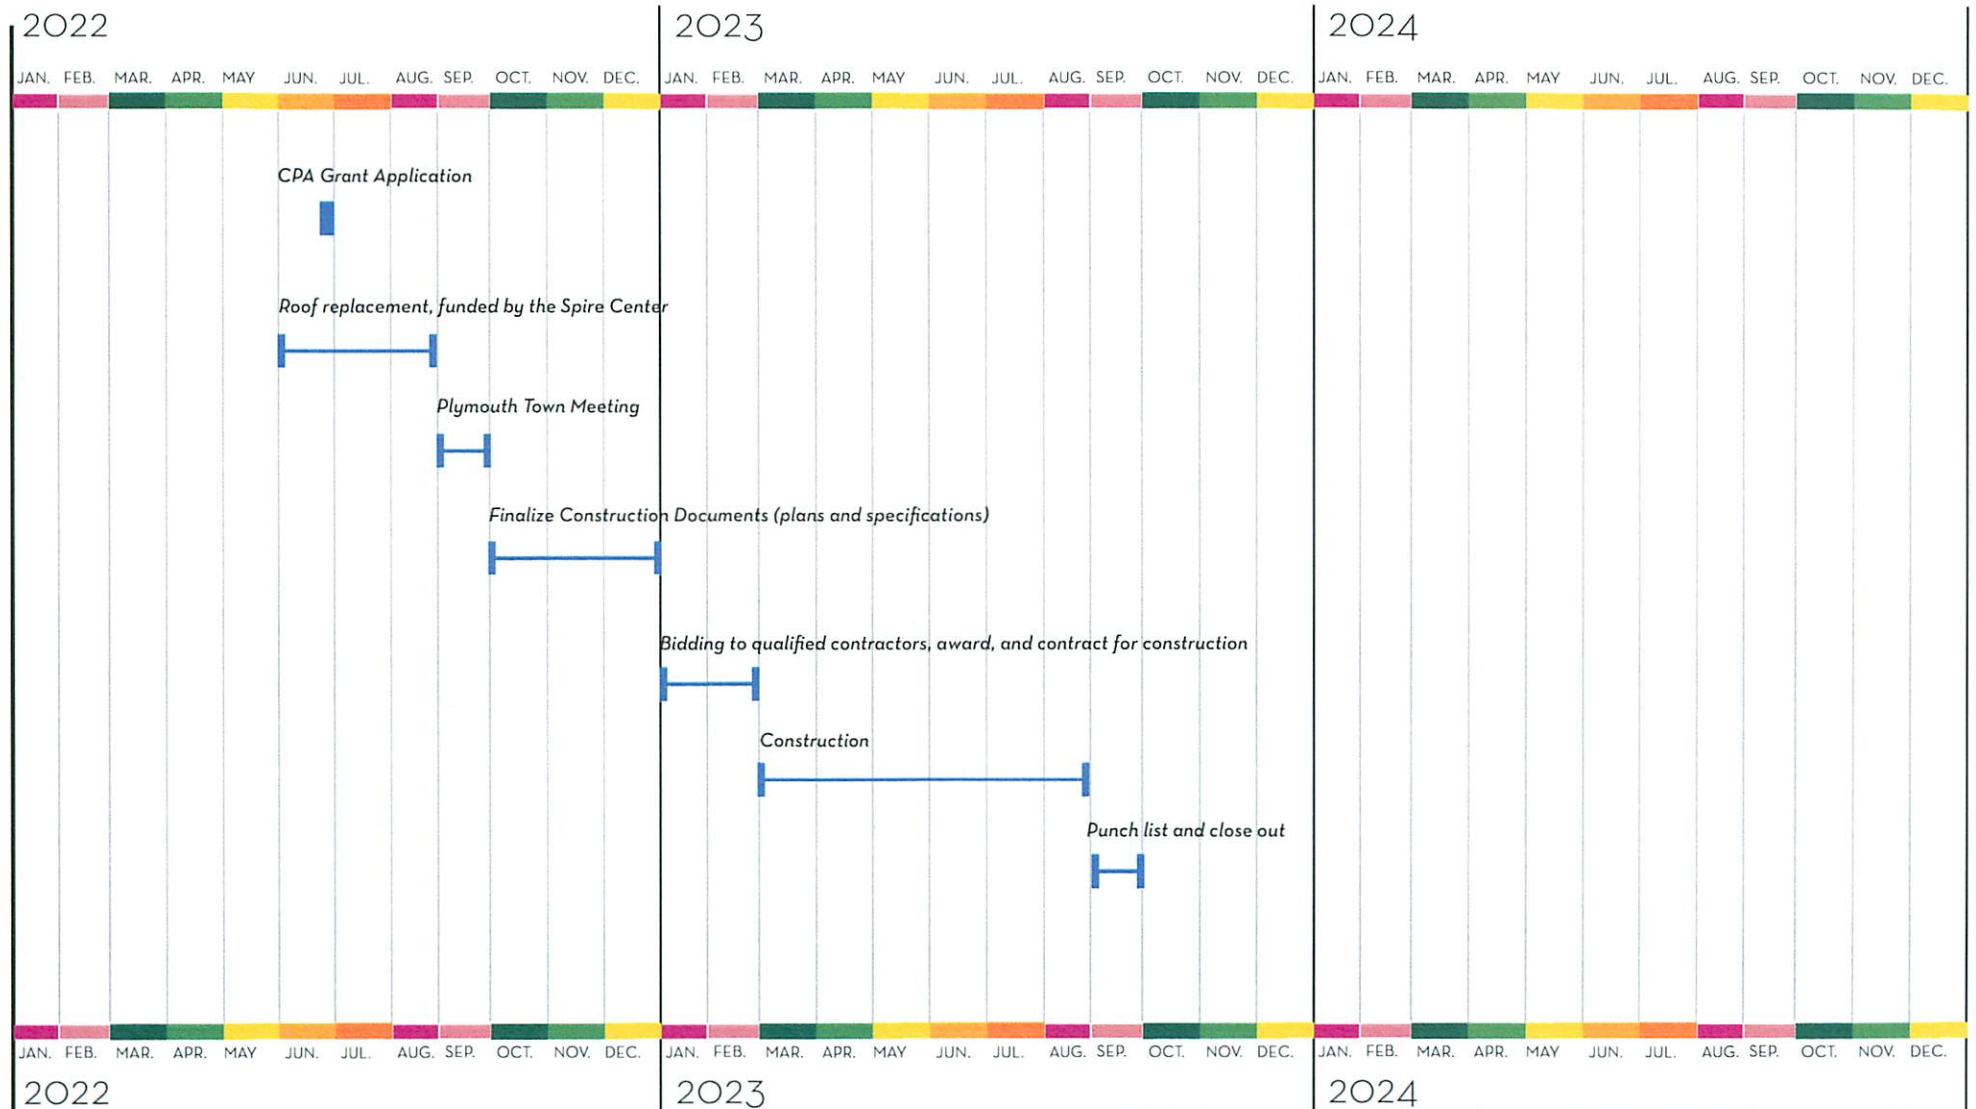 2022 2023 2024
JAN. FEB. MAR. APR. MAY JUN. JUL. AUG. SEP. OCT. NOV. DEC. JAN. FEB. MAR. APR. MAY JUN. JUL. AUG. SEP. OCT. NOV. DEC. JAN. FEB. MAR. APR. MAY JUN. JUL. AUG. SEP. OCT. NOV. DEC.
CPA Grant Application
Roof replacement, funded by the Spire Center
Plymouth Town Meeting
Finalize Construction Documents (plans and specifications)
Bidding to qualified contractors, award, and contract for construction
Construction
Punch list and close out
JAN. FEB. MAR. APR. MAY JUN. JUL. AUG. SEP. OCT. NOV. DEC. JAN. FEB. MAR. APR. MAY JUN. JUL. AUG. SEP. OCT. NOV. DEC. JAN. FEB. MAR. APR. MAY JUN. JUL. AUG. SEP. OCT. NOV. DEC.
2022 2023 2024